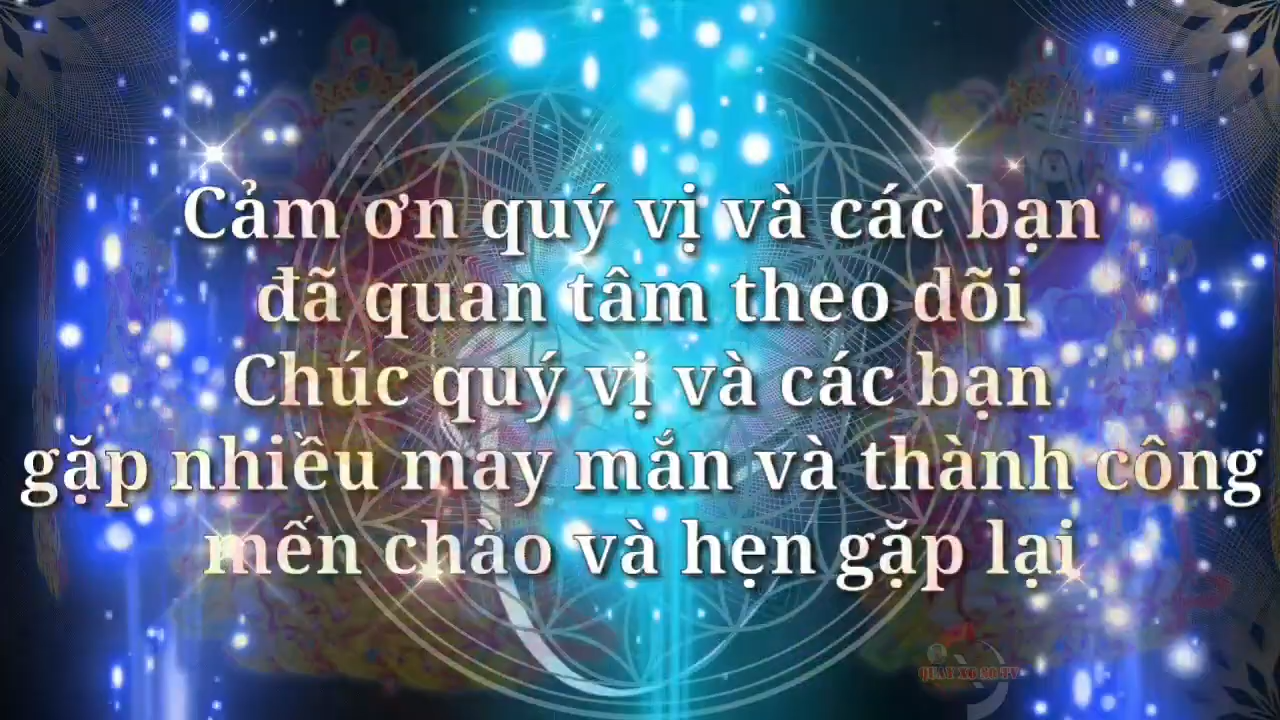 Cảm ơn quý vị và các bạn
đã quan tâm theo dõi
Chúc quý vị và các bạn
gặp nhiều may mắn và thành công
mến chào và hẹn gặp lại